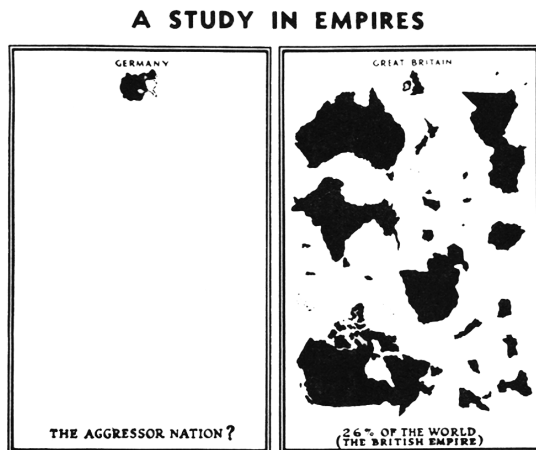 A STUDY IN EMPIRES
GERMANY
THE AGGRESSOR NATION?
GREAT BRITAIN
26% OF THE WORLD
(THE BRITISH EMPIRE)